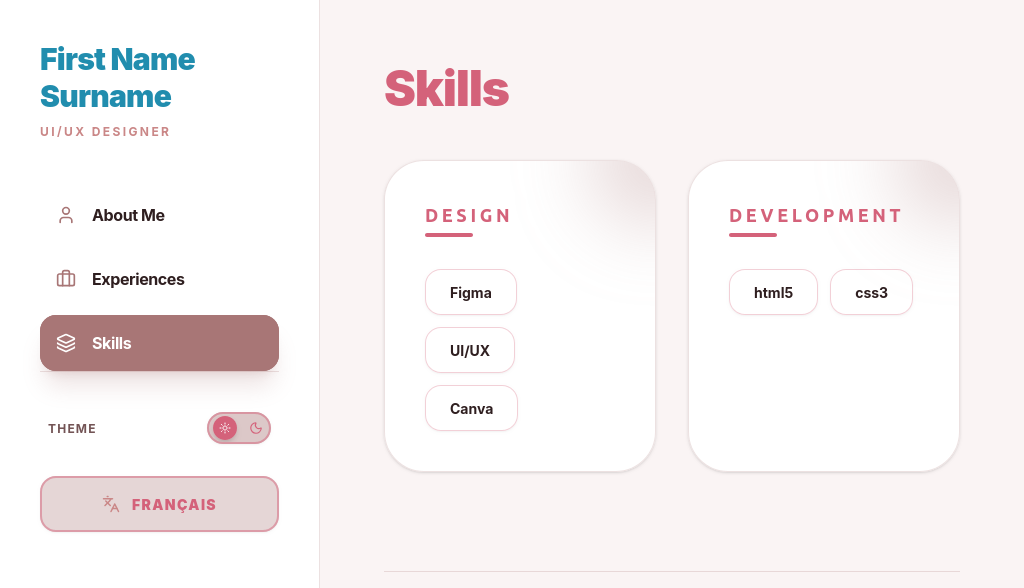 First Name
Surname
UI/UX DESIGNER
About Me
Experiences
Skills
THEME
FRANÇAIS
Skills
DESIGN
Figma
UI/UX
Canva
DEVELOPMENT
html5 css3